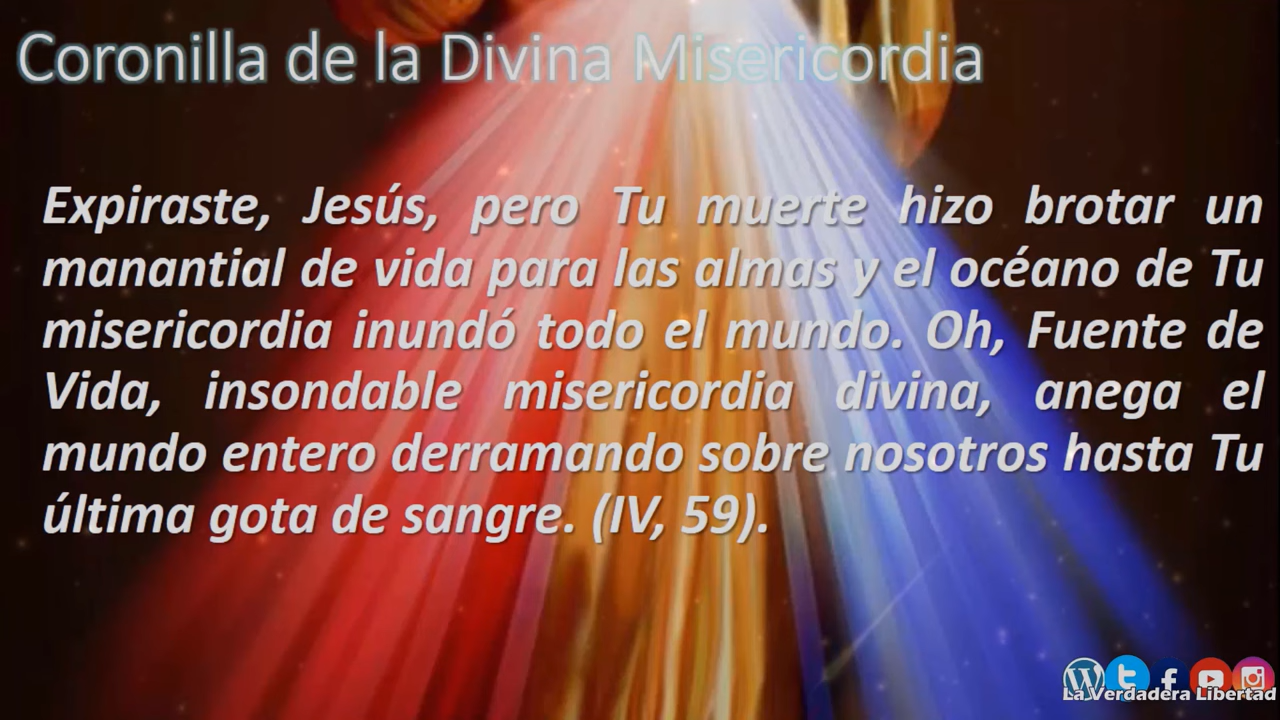 Coronilla de la Divina Misericordia
Expiraste, Jesús, pero Tu muerte hizo brotar un
manantial de vida para las almas y el océano de Tu
misericordia inundó todo el mundo. Oh, Fuente de
Vida, insondable misericordia divina, anega el
mundo entero derramando sobre nosotros hasta Tu
última gota de sangre. (IV, 59).
La Verdadera Libertad